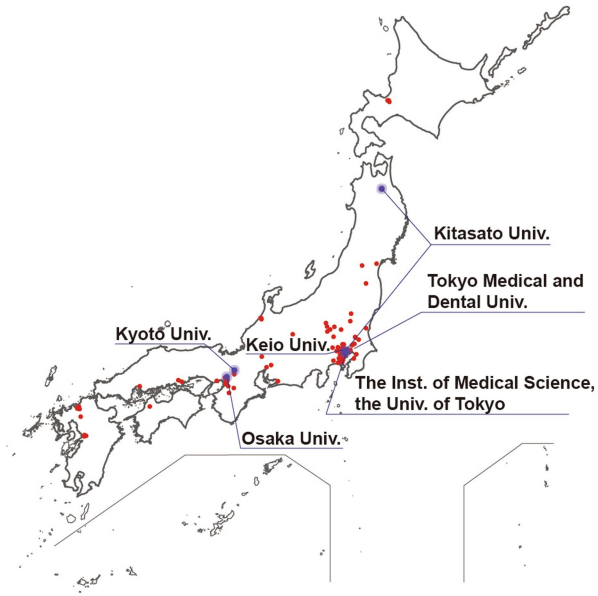 Kitasato Univ.
Tokyo Medical and
Dental Univ.
Kyoto Univ.
Keio Univ.
The Inst. of Medical Science,
the Univ. of Tokyo
Osaka Univ.